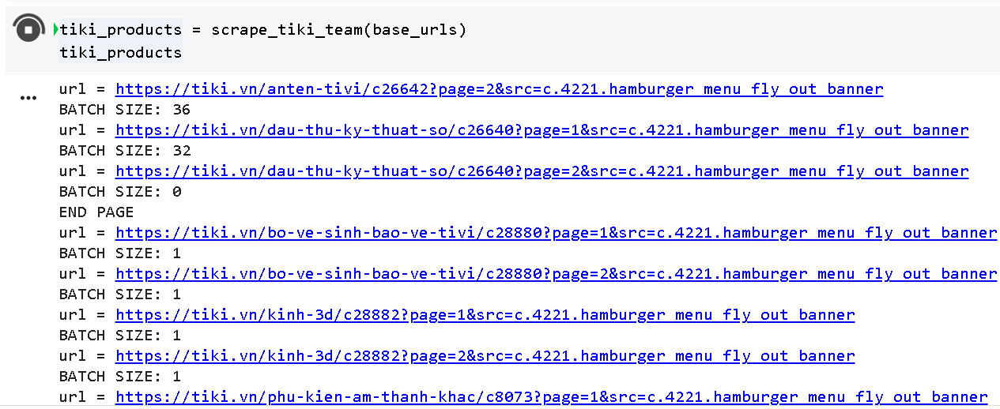 tiki_products = scrape_tiki_team(base_urls)
tiki_products
url = https://tiki.vn/anten-tivi/c26642?page=2&src=c.4221.hamburger_menu_fly_out_banner
BATCH SIZE: 36
url = https://tiki.vn/dau-thu-ky-thuat-so/c26640?page=1&src=c.4221.hamburger_menu_fly_out_banner
BATCH SIZE: 32
url = https://tiki.vn/dau-thu-ky-thuat-so/c26640?page=2&src=c.4221.hamburger_menu_fly_out_banner
BATCH SIZE: 0
END PAGE
url = https://tiki.vn/bo-ve-sinh-bao-ve-tivi/c28880?page=1&src=c.4221.hamburger_menu_fly_out_banner
BATCH SIZE: 1
url = https://tiki.vn/bo-ve-sinh-bao-ve-tivi/c28880?page=2&src=c.4221.hamburger_menu_fly_out_banner
BATCH SIZE: 1
url = https://tiki.vn/kinh-3d/c28882?page=1&src=c.4221.hamburger_menu_fly_out_banner
BATCH SIZE: 1
url = https://tiki.vn/kinh-3d/c28882?page=2&src=c.4221.hamburger_menu_fly_out_banner
BATCH SIZE: 1
url = https://tiki.vn/phu-kien-am-thanh-khac/c8073?page=1&src=c.4221.hamburger_menu_fly_out_banner